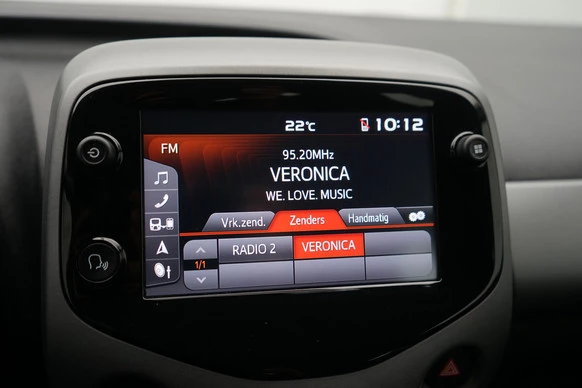 22°C
10:12
FM
95.20MHz
VERONICA
WE. LOVE. MUSIC
Vrk.zend.
Zenders
Handmatig
RADIO 2
VERONICA
1/1